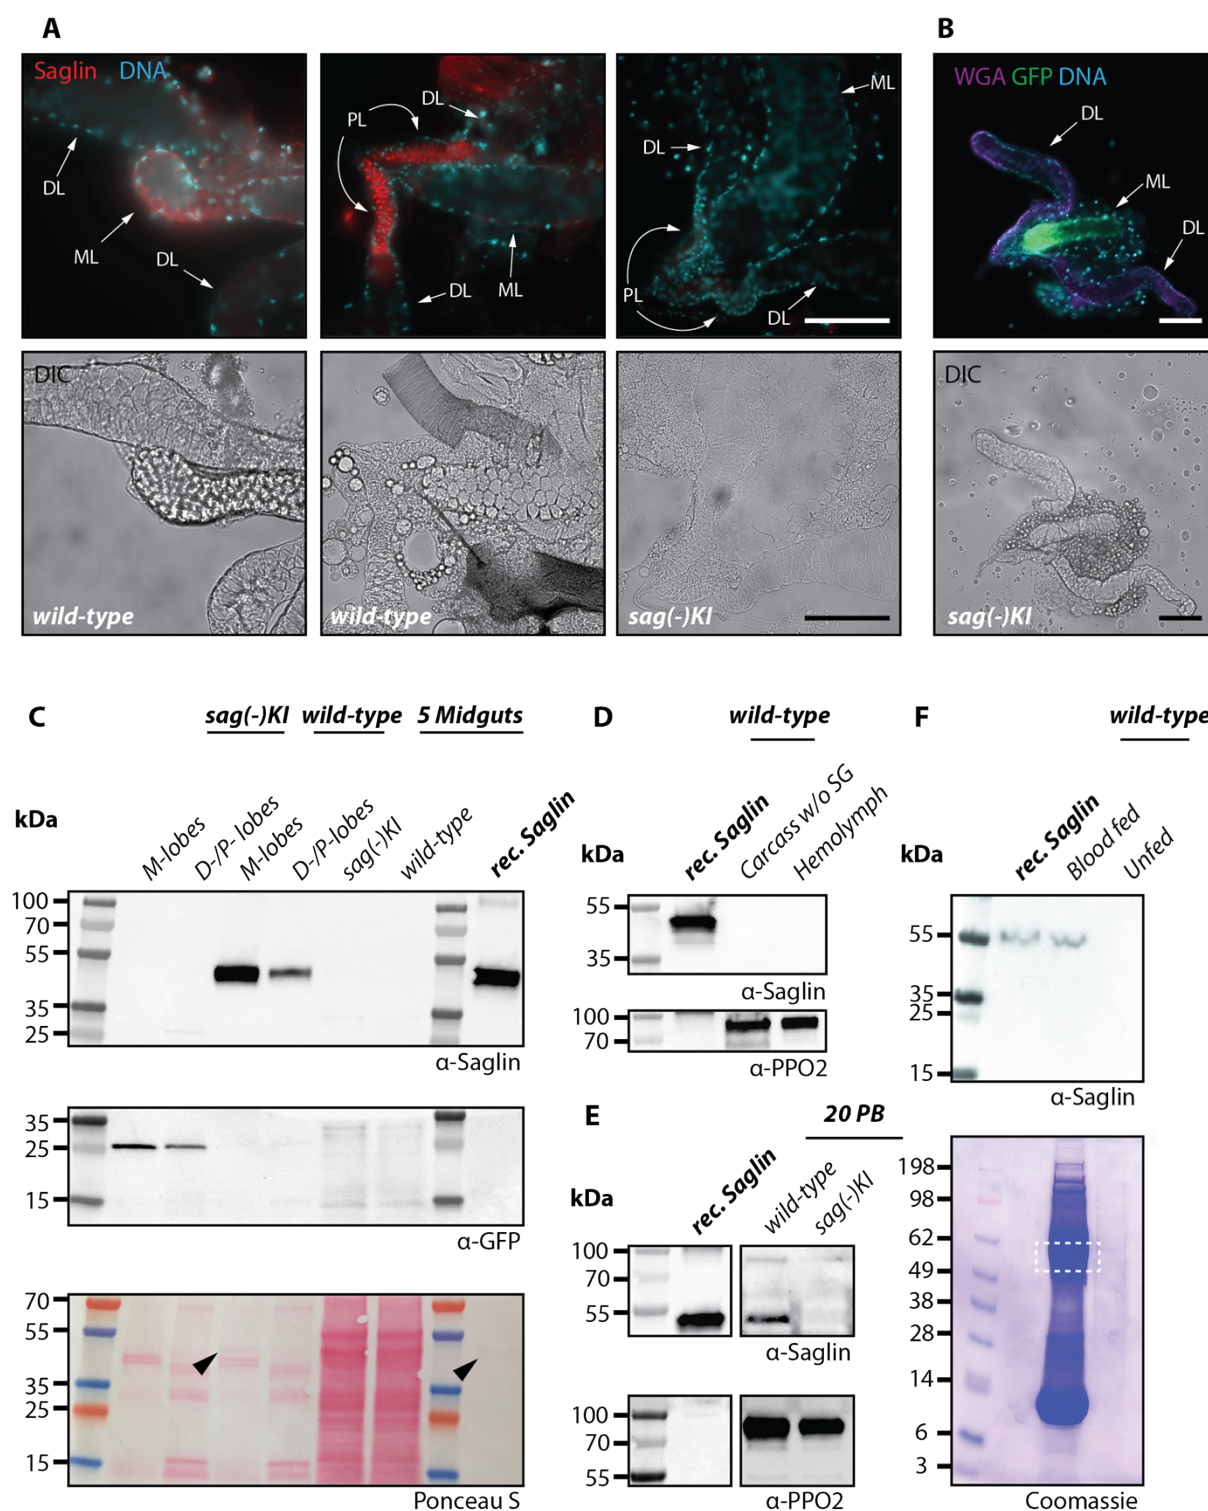 A
B
Saglin DNA
DL
ML
DL
PL
DL
DL
ML
ML
DL
PL
DL
WGA GFP DNA
DL
ML
DL
DIC
wild-type
wild-type
sag(-)KI
DIC
sag(-)KI
C
sag(-)KI wild-type 5 Midguts
kDa
M-lobes
D-/P- lobes
M-lobes
D-/P-lobes
sag(-)KI
wild-type
rec. Saglin
100
70
55
35
25
α-Saglin
35
25
15
α-GFP
70
55
35
25
15
Ponceau S
D
wild-type
kDa
rec. Saglin
Carcass w/o SG
Hemolymph
55
35
α-Saglin
100
70
α-PPO2
E
20 PB
kDa
rec. Saglin
wild-type
sag(-)KI
100
70
55
α-Saglin
100
70
55
α-PPO2
F
wild-type
kDa
rec. Saglin
Blood fed
Unfed
55
35
25
15
α-Saglin
198
98
62
49
38
28
14
6
3
Coomassie